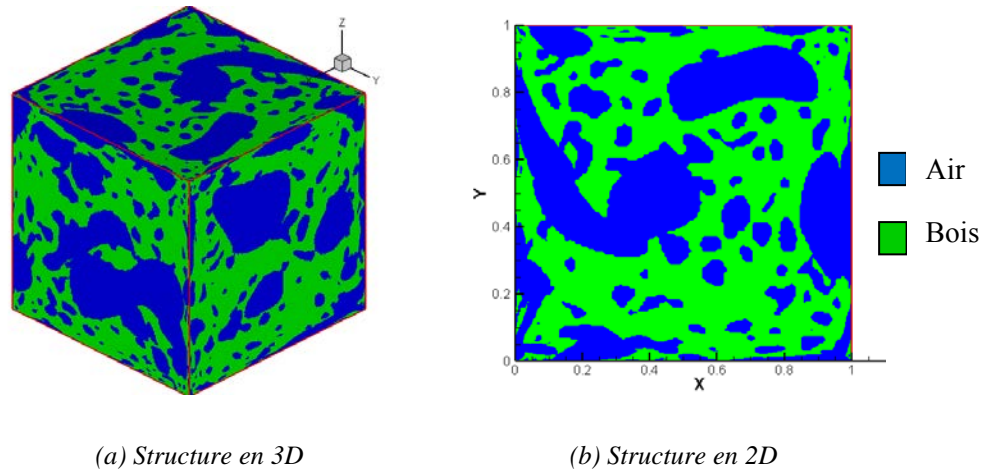 Z
Y
1
0.8
0.6
Y
0.4
0.2
0
0 0.2 0.4 0.6 0.8 1
X
Air
Bois
(a) Structure en 3D
(b) Structure en 2D